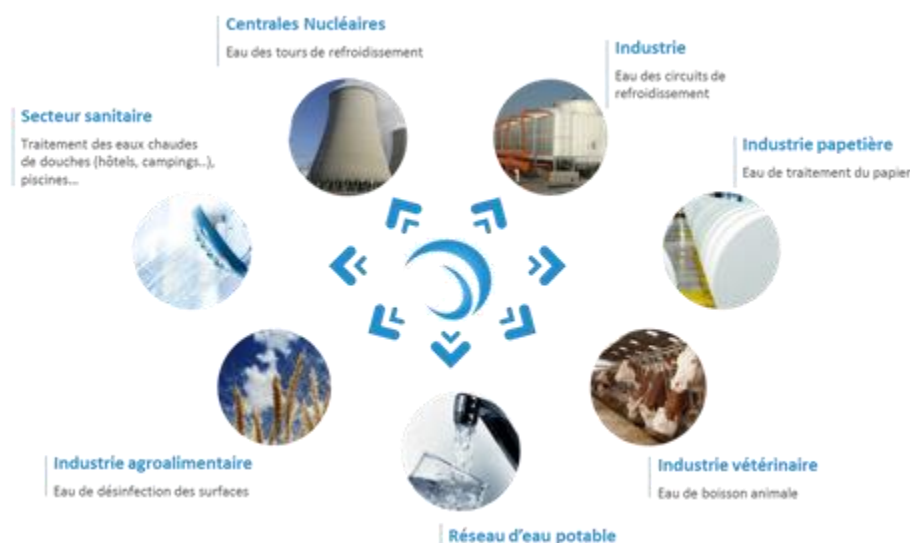 Centrales Nucléaires
Eau des tours de refroidissement
Industrie
Eau des circuits de
refroidissement
Secteur sanitaire
Traitement des eaux chaudes
de douches (hôtels, campings..),
piscines...
Industrie papetière
Eau de traitement du papier
Industrie agroalimentaire
Eau de désinfection des surfaces
Industrie vétérinaire
Eau de boisson animale
Réseau d'eau potable